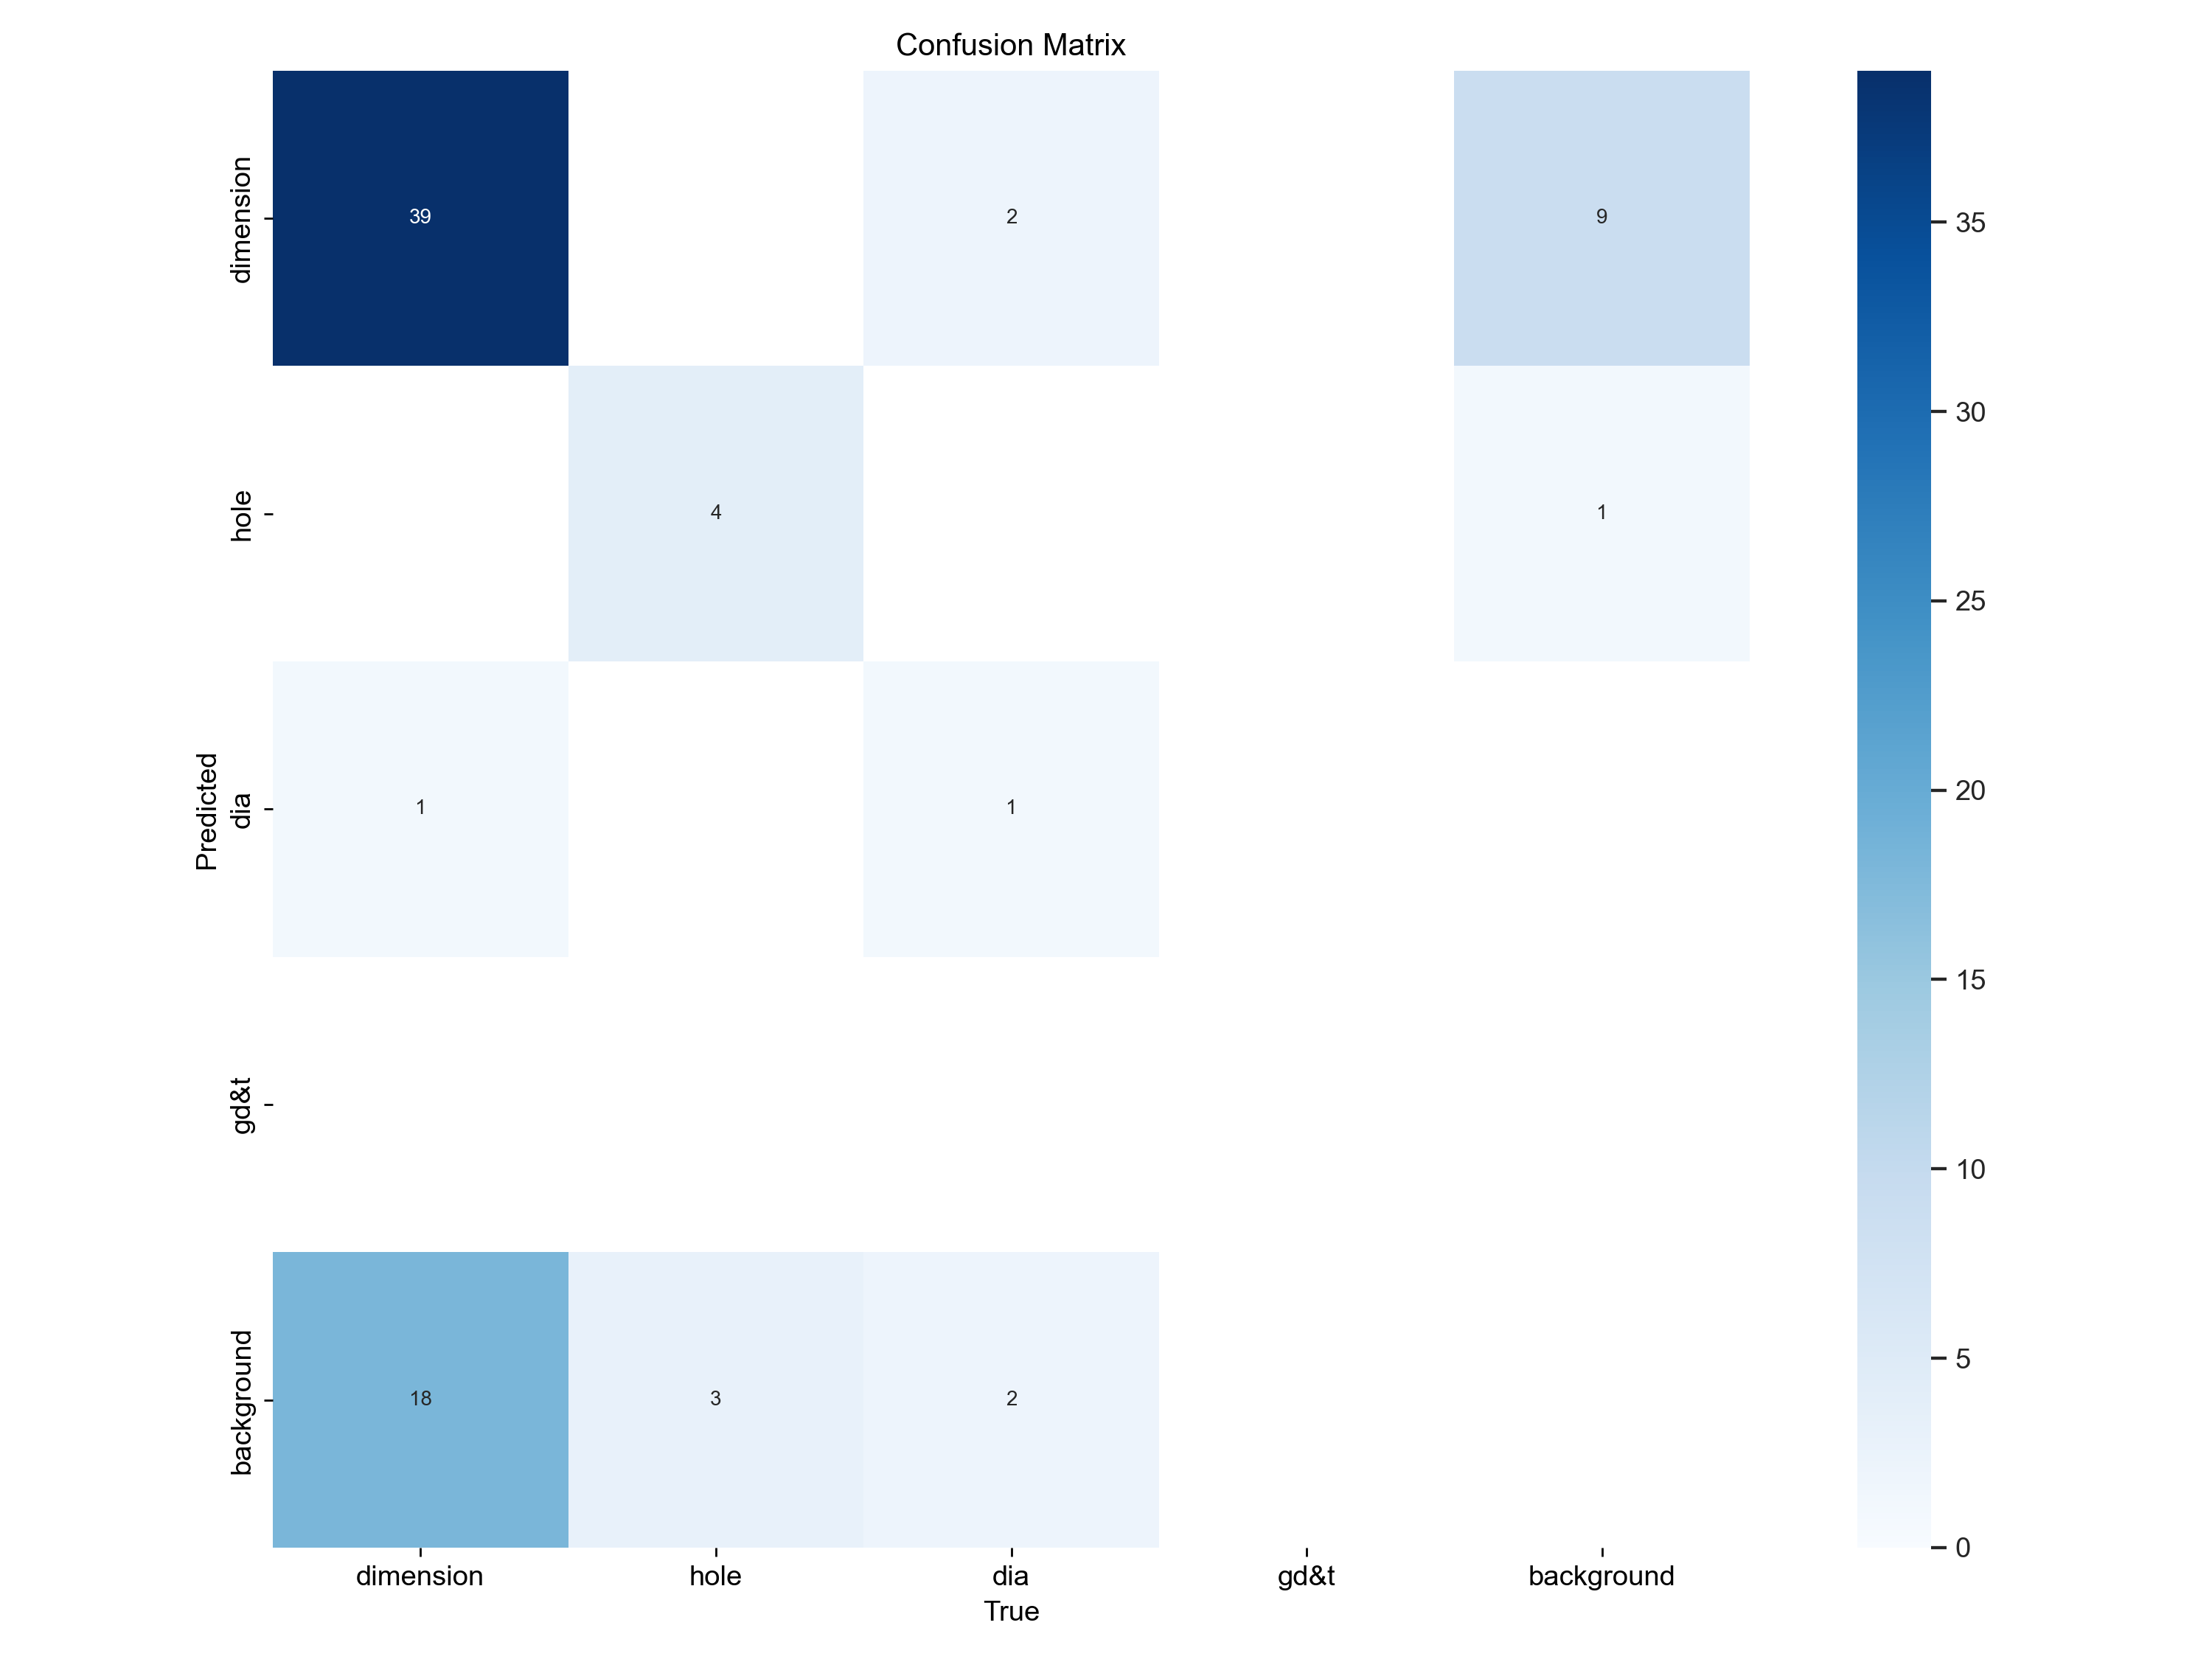 Confusion Matrix
dimension
39
2
9
35
30
hole
4
1
25
Predicted
dia
1
1
20
15
gd&t
10
5
background
18
3
2
0
dimension
hole
dia
gd&t
background
True